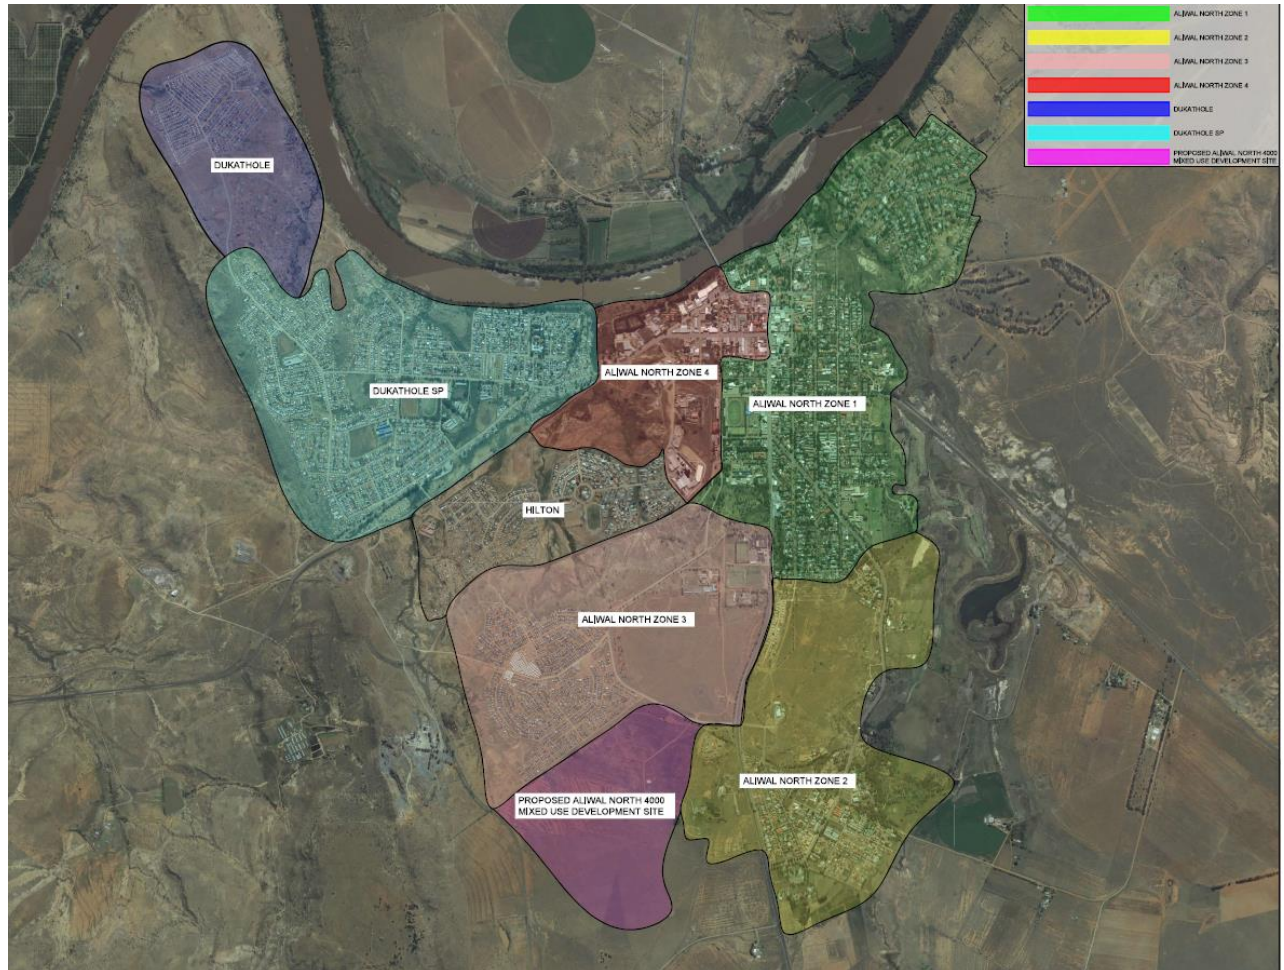 ALIWAL NORTH ZONE 1
ALIWAL NORTH ZONE 2
ALIWAL NORTH ZONE 3
ALIWAL NORTH ZONE 4
DUKATHOLE
DUKATHOLE SP
PROPOSED ALIWAL NORTH 4000
MIXED USE DEVELOPMENT SITE
DUKATHOLE
ALIWAL NORTH ZONE 4
DUKATHOLE SP
ALIWAL NORTH ZONE 1
HILTON
ALIWAL NORTH ZONE 3
ALIWAL NORTH ZONE 2
PROPOSED ALIWAL NORTH 4000
MIXED USE DEVELOPMENT SITE